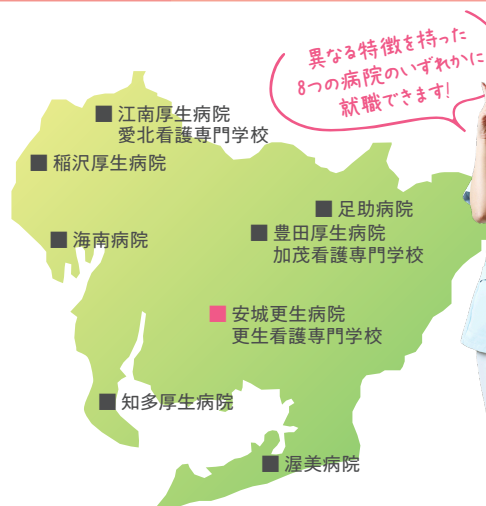 異なる特徴を持った
8つの病院のいずれかに
就職できます!
■ 江南厚生病院
愛北看護専門学校
■ 稲沢厚生病院
■ 足助病院
■ 海南病院
■ 豊田厚生病院
加茂看護専門学校
■ 安城更生病院
更生看護専門学校
■ 知多厚生病院
■ 渥美病院